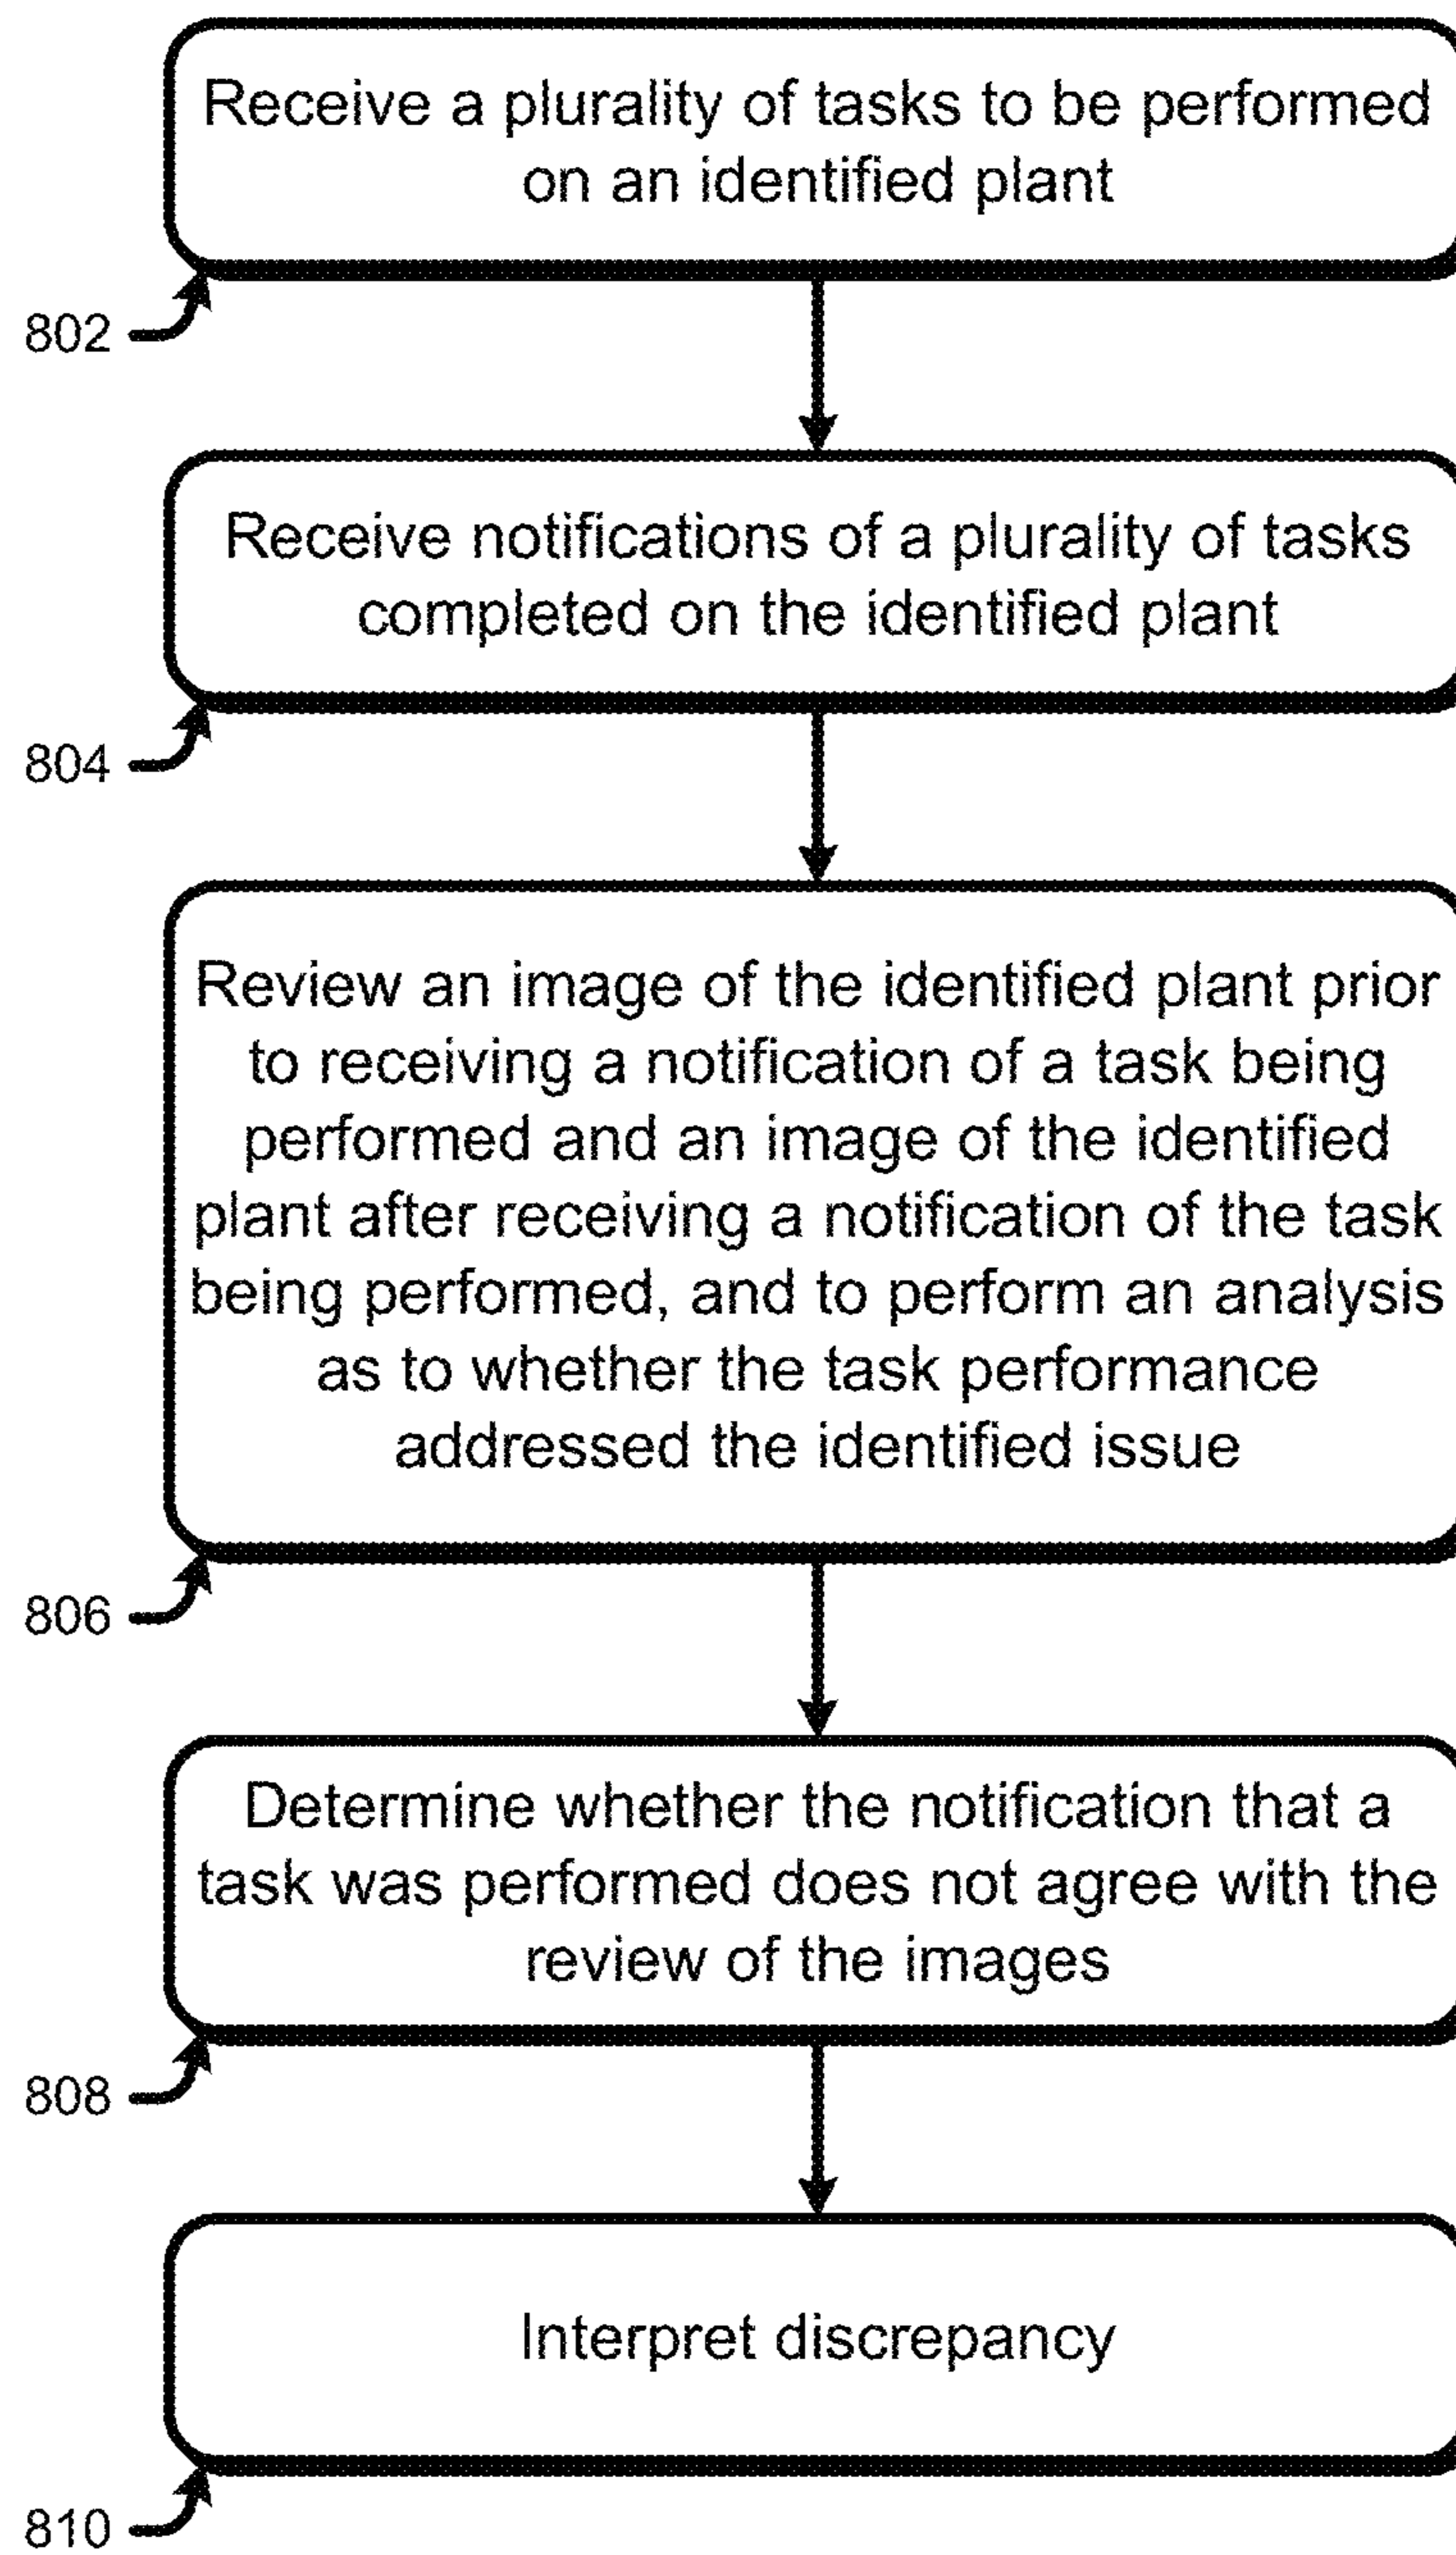 Receive a plurality of tasks to be performed
on an identified plant
802
Receive notifications of a plurality of tasks
completed on the identified plant
804
Review an image of the identified plant prior
to receiving a notification of a task being
performed and an image of the identified
plant after receiving a notification of the task
being performed, and to perform an analysis
as to whether the task performance
addressed the identified issue
806
Determine whether the notification that a
task was performed does not agree with the
review of the images
808
Interpret discrepancy
810